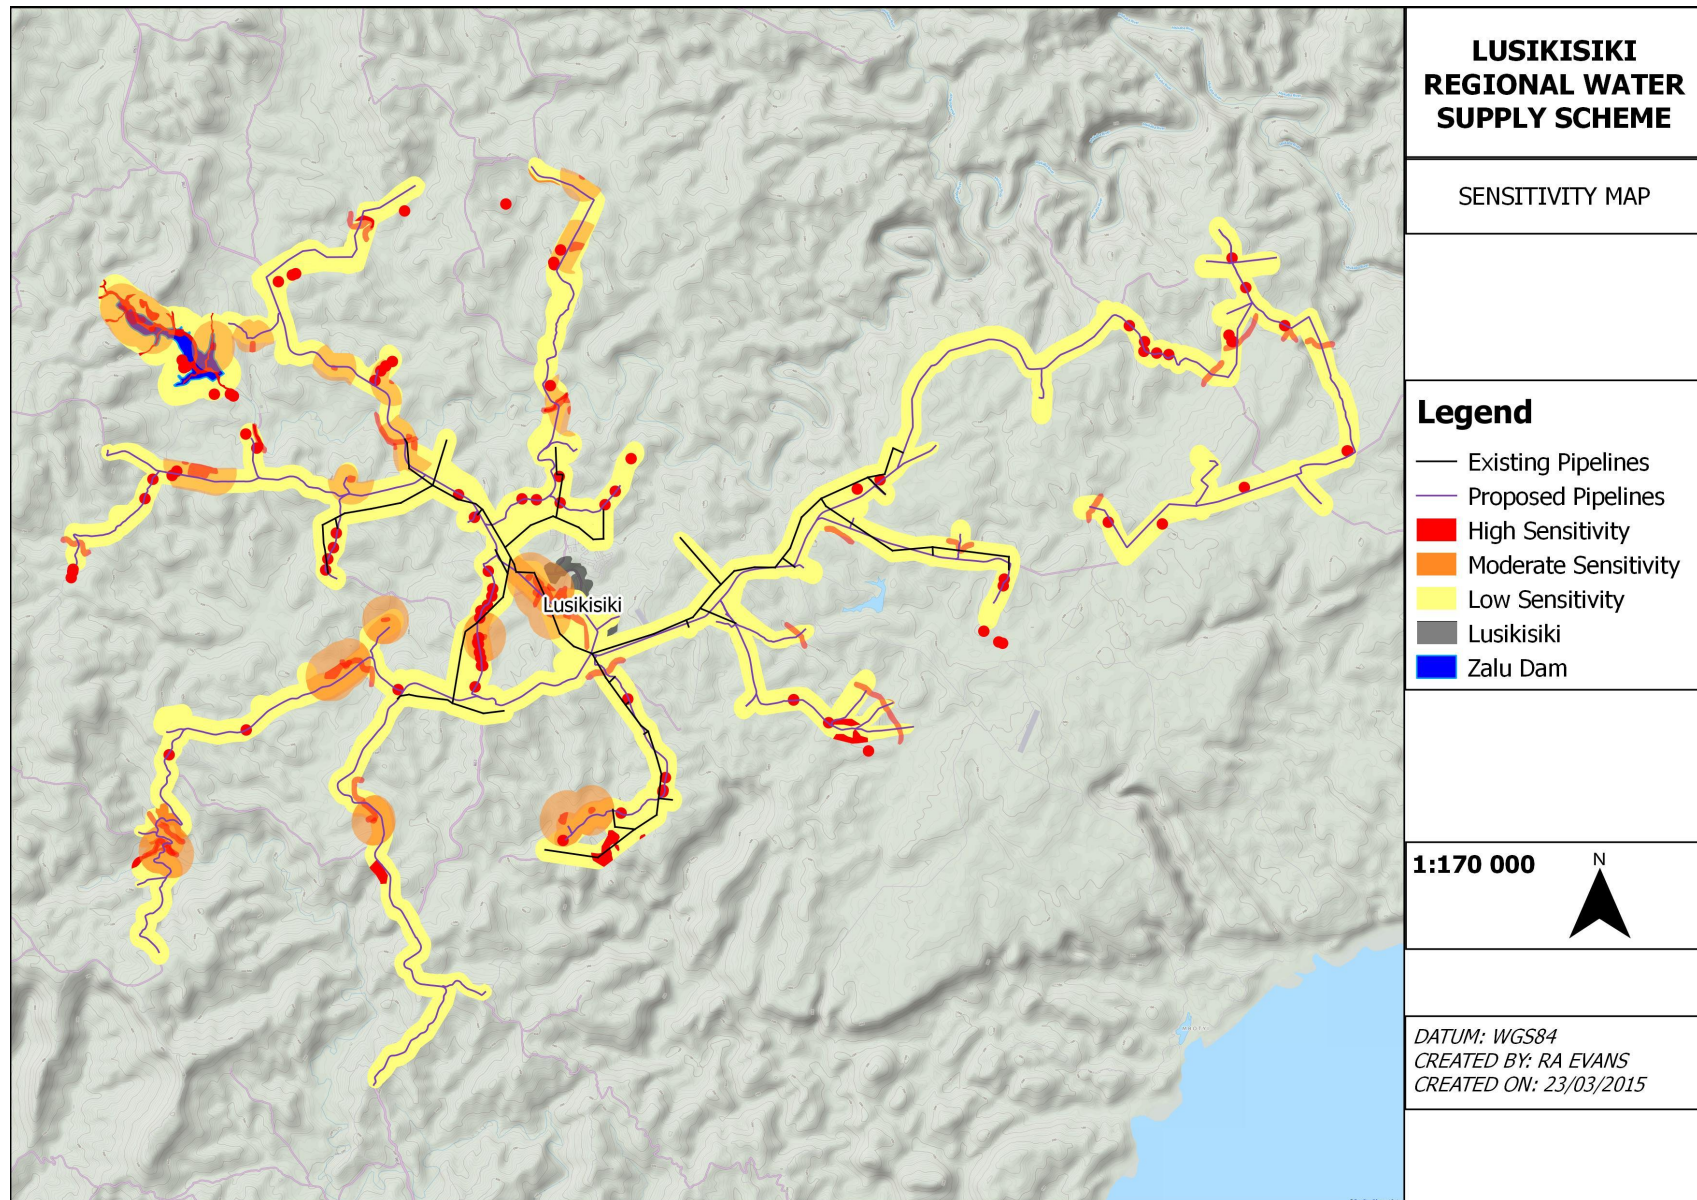 LUSIKISIKI
REGIONAL WATER
SUPPLY SCHEME
SENSITIVITY MAP
Legend
Existing Pipelines
Proposed Pipelines
High Sensitivity
Moderate Sensitivity
Low Sensitivity
Lusikisiki
Zalu Dam
1:170 000
N
DATUM: WGS84
CREATED BY: RA EVANS
CREATED ON: 23/03/2015
Lusikisiki